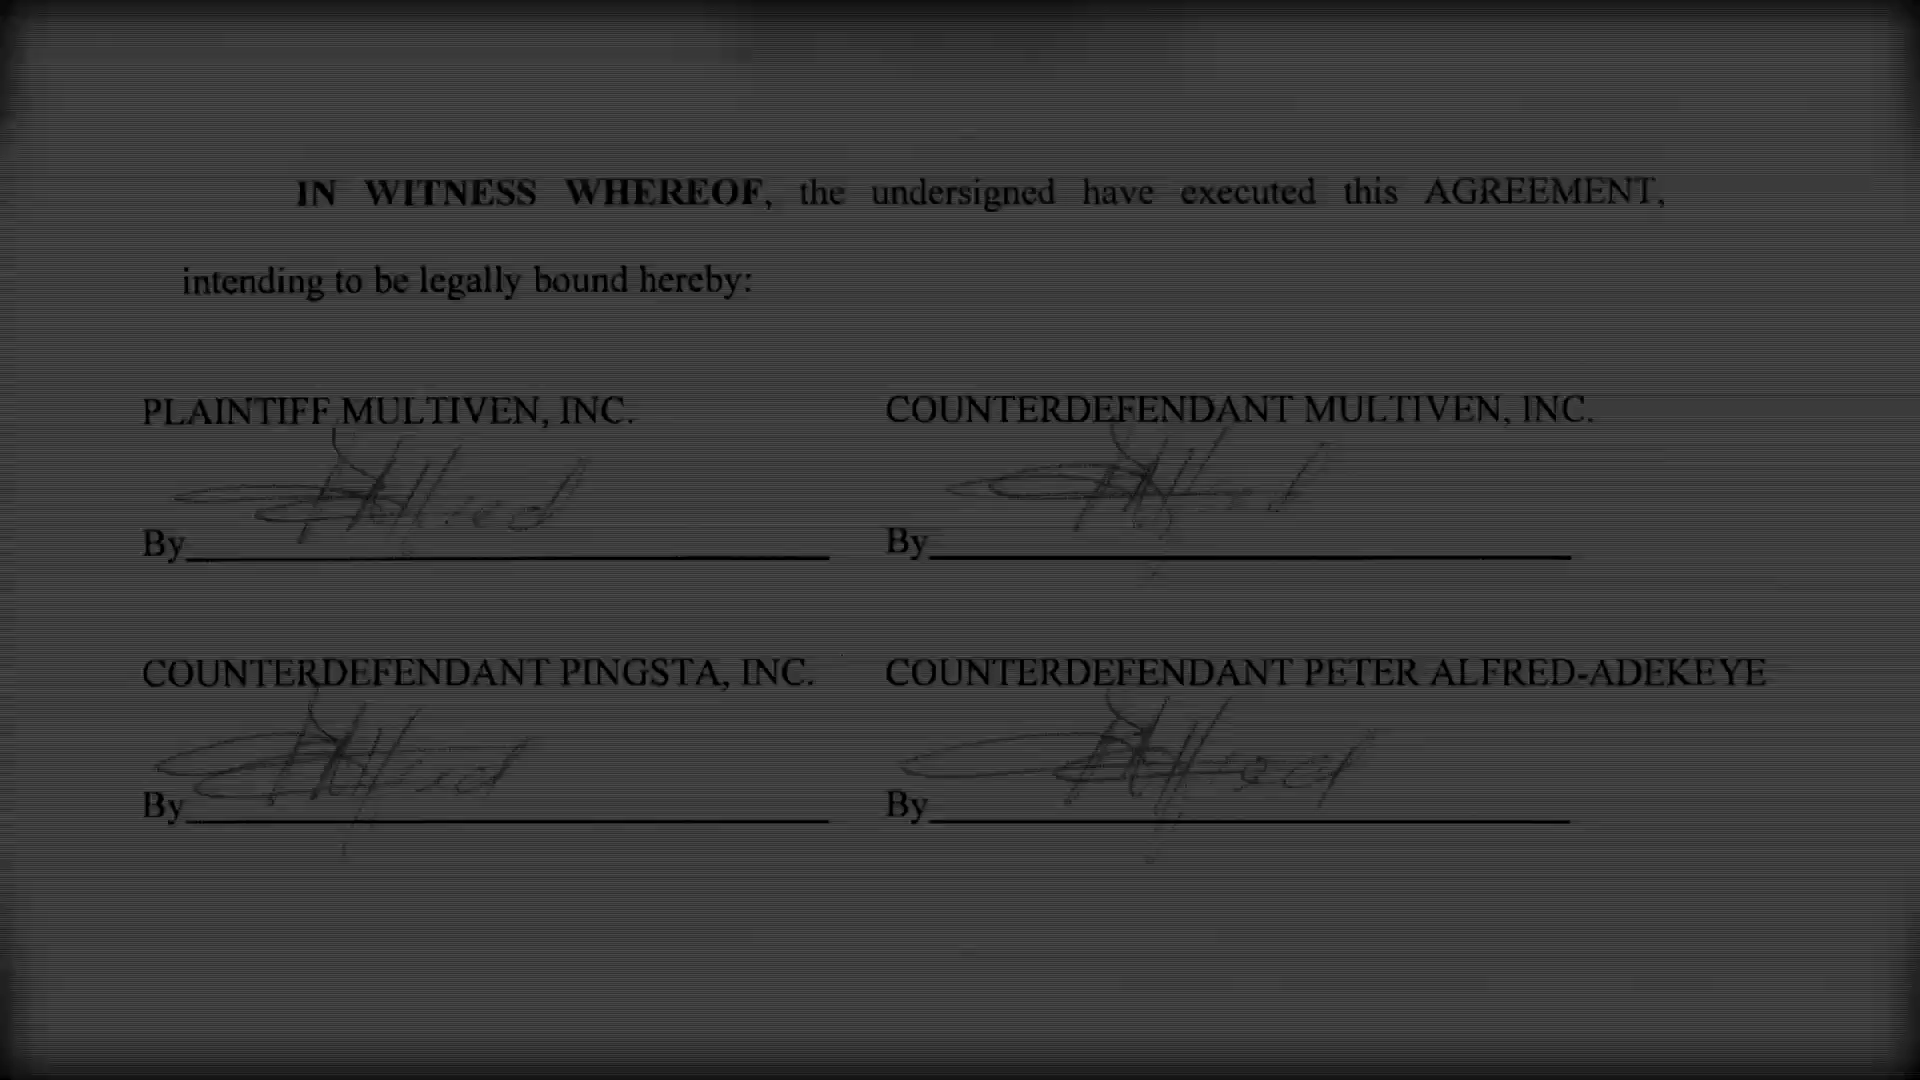 IN WITNESS WHEREOF, the undersigned have executed this AGREEMENT,
intending to be legally bound hereby:
PLAINTIFF MULTIVEN, INC.
COUNTERDEFENDANT MULTIVEN, INC.
By
By
COUNTERDEFENDANT PINGSTA, INC.
COUNTERDEFENDANT PETER ALFRED-ADEKEYE
By
By